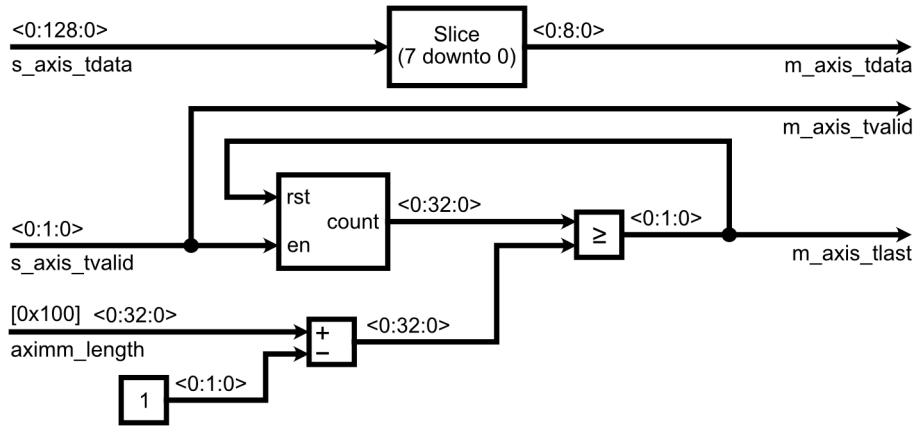 <0:128:0>
s_axis_tdata
Slice
(7 downto 0)
<0:8:0>
m_axis_tdata
m_axis_tvalid
rst
count
en
<0:32:0>
≥
<0:1:0>
m_axis_tlast
<0:1:0>
s_axis_tvalid
[0x100] <0:32:0>
aximm_length
+
−
<0:32:0>
1
<0:1:0>